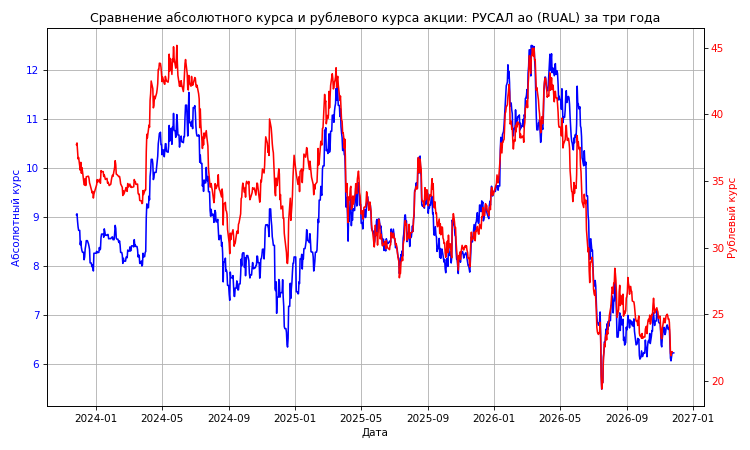 Сравнение абсолютного курса и рублевого курса акции: РУСАЛ ао (RUAL) за три года
Абсолютный курс
12
11
10
9
8
7
6
45
40
35
30
25
20
Рублевый курс
2024-01 2024-05 2024-09 2025-01 2025-05 2025-09 2026-01 2026-05 2026-09 2027-01
Дата